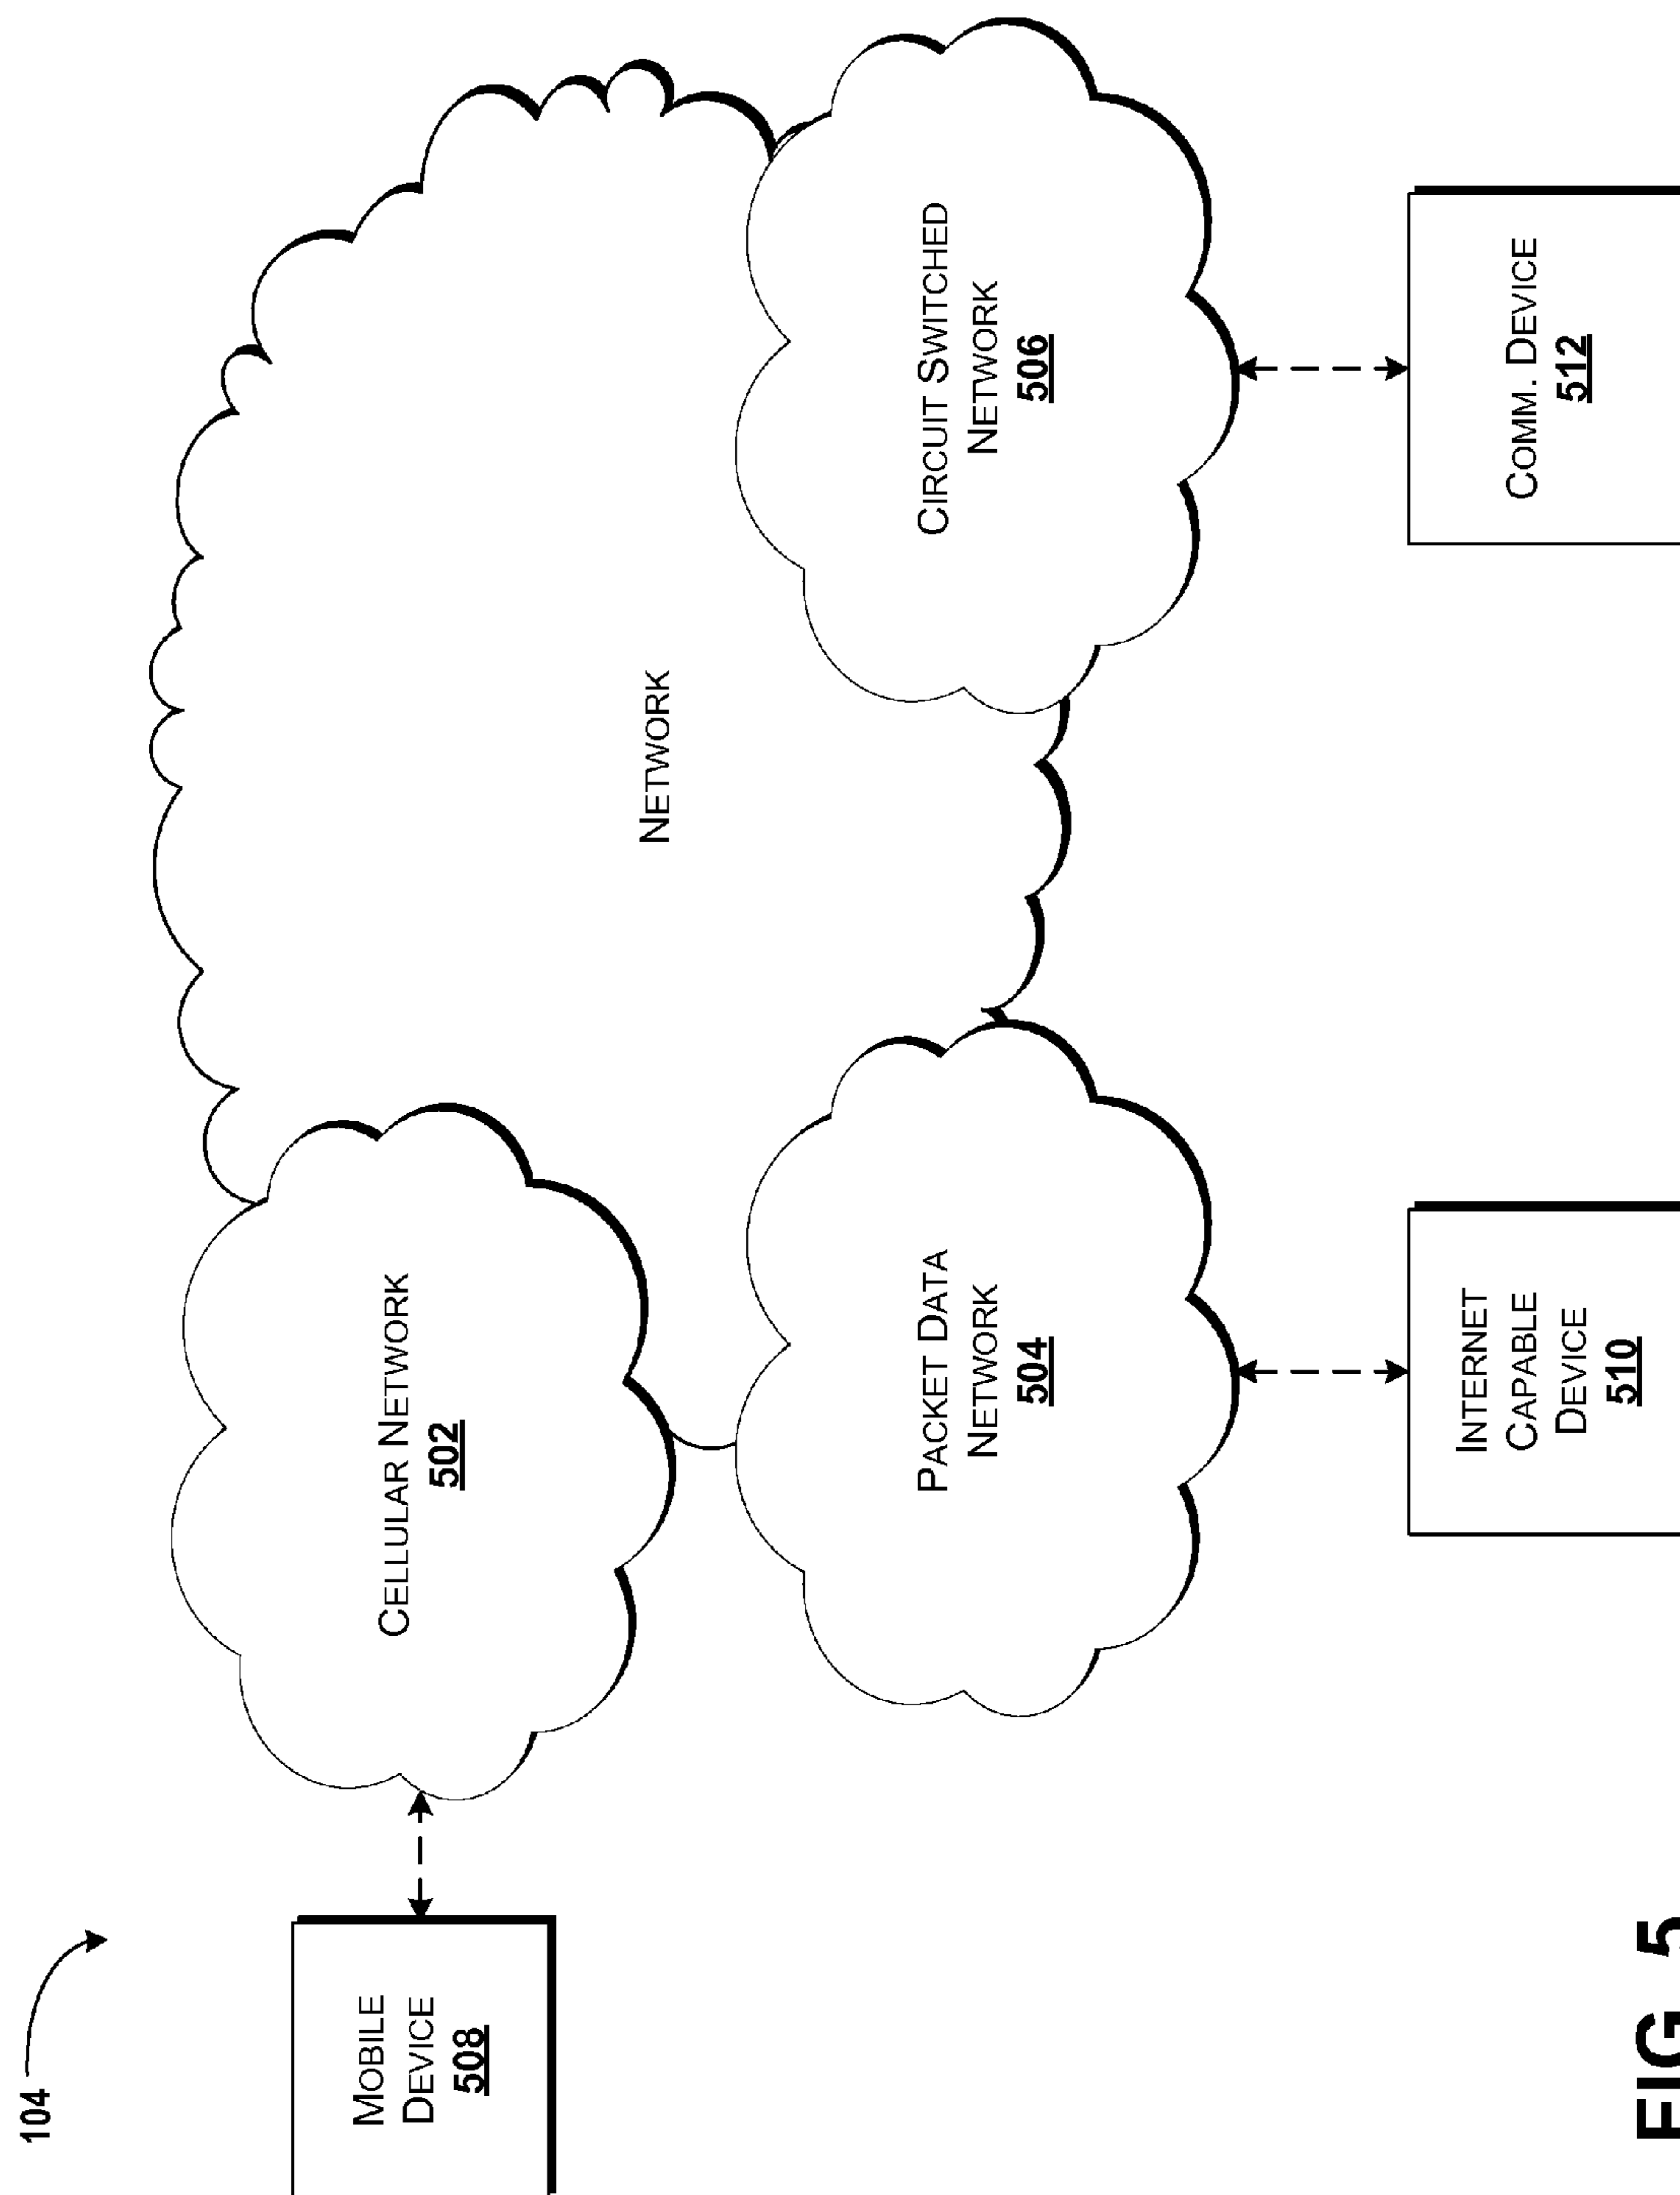 104
MOBILE
DEVICE
508
CELLULAR NETWORK
502
NETWORK
PACKET DATA
NETWORK
504
CIRCUIT SWITCHED
NETWORK
506
INTERNET
CAPABLE
DEVICE
510
COMM. DEVICE
512
FIG. 5